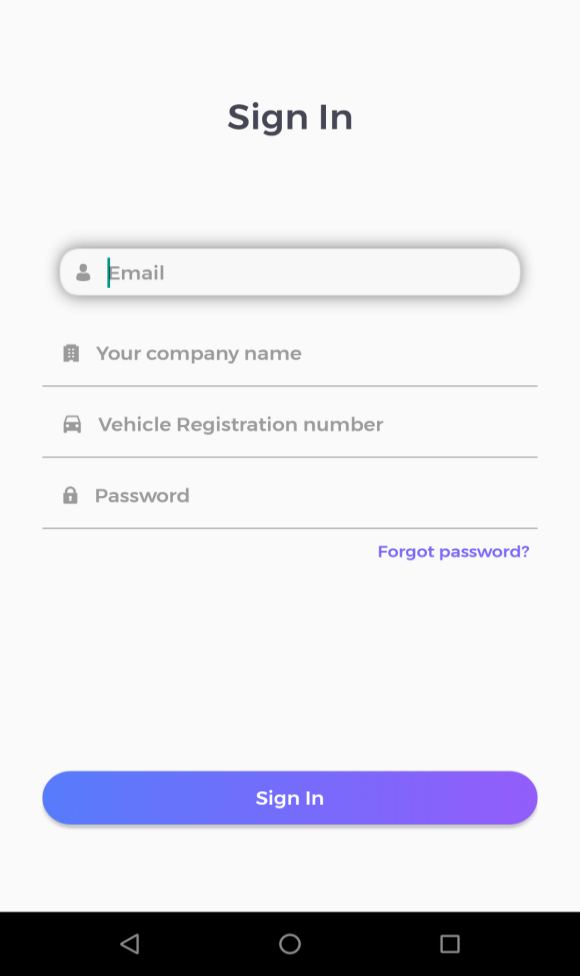 Sign In
Email
Your company name
Vehicle Registration number
Password
Forgot password?
Sign In